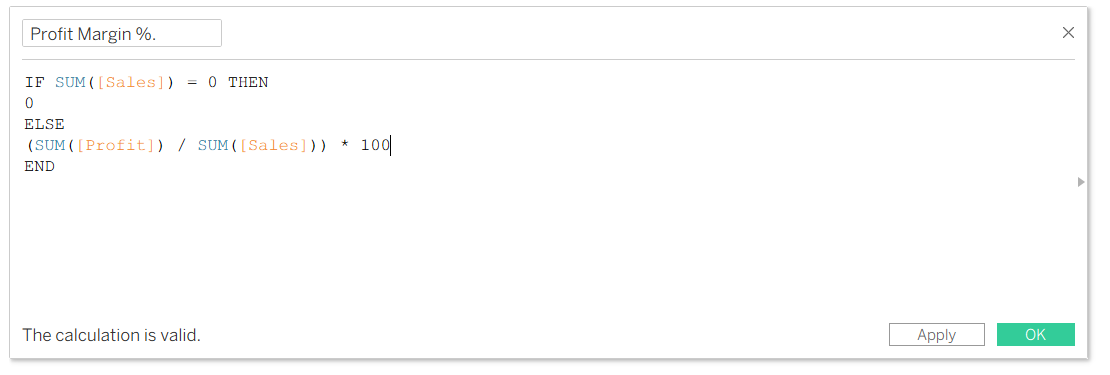 Profit Margin %.
IF SUM([Sales]) = 0 THEN
0
ELSE
(SUM([Profit]) / SUM([Sales])) * 100
END
The calculation is valid.
Apply
OK